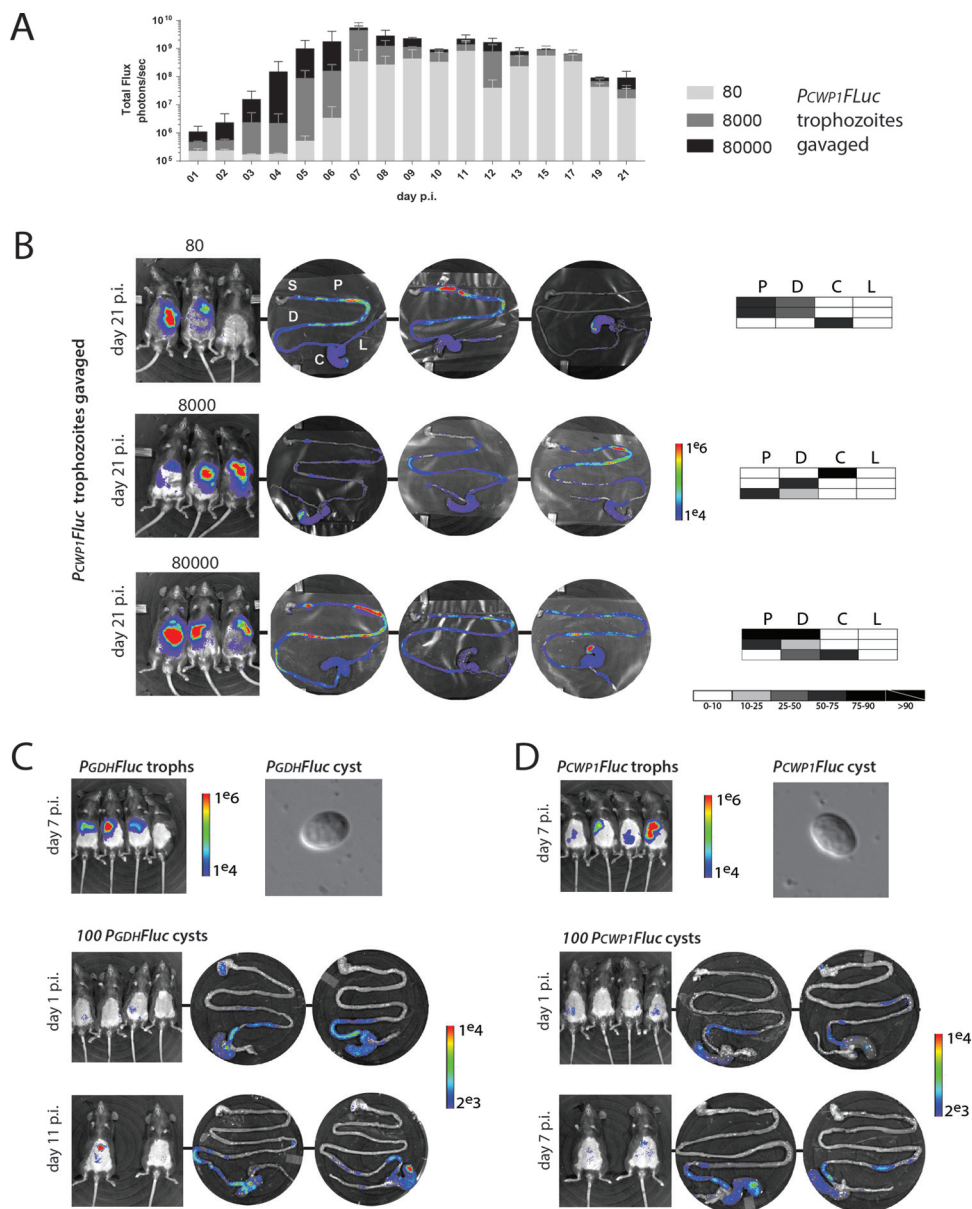 A
Total Flux
photons/sec
10^10
10^9
10^8
10^7
10^6
10^5
01 02 03 04 05 06 07 08 09 10 11 12 13 15 17 19 21
day p.i.
80
8000
80000
PCWP1FLuc
trophozoites
gavaged
B
PCWP1Fluc trophozoites gavaged
80
day 21 p.i.
S P
D
C L
P D C L
8000
day 21 p.i.
1e6
1e4
P D C L
80000
day 21 p.i.
P D C L
0-10 10-25 25-50 50-75 75-90 >90
C
PGDHFluc trophs PGDHFluc cyst
day 7 p.i.
1e6
1e4
100 PGDHFluc cysts
day 1 p.i.
1e4
2e3
day 11 p.i.
D
PCWP1Fluc trophs PCWP1Fluc cyst
day 7 p.i.
1e6
1e4
100 PCWP1Fluc cysts
day 1 p.i.
1e4
2e3
day 7 p.i.